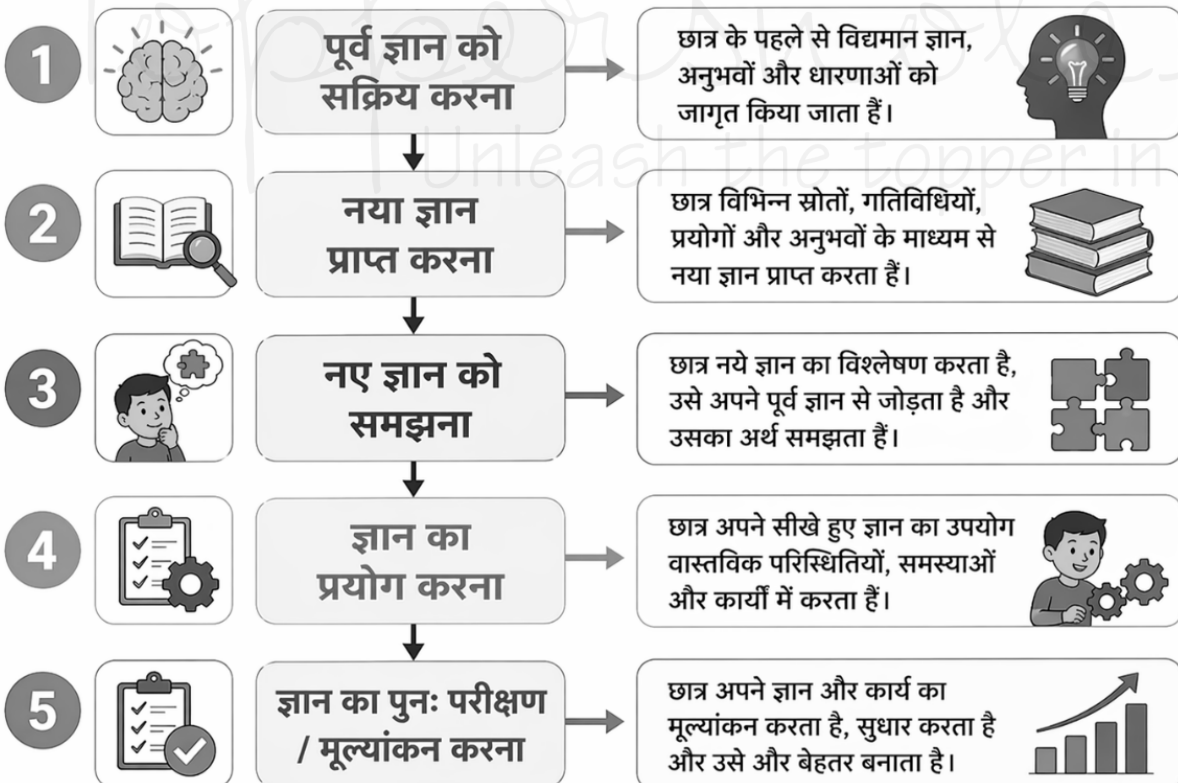 1
पूर्व ज्ञान को
सक्रिय करना
छात्र के पहले से विद्यमान ज्ञान,
अनुभवों और धारणाओं को
जागृत किया जाता हैं।
Unleash the topper in
2
नया ज्ञान
प्राप्त करना
छात्र विभिन्न स्रोतों, गतिविधियों,
प्रयोगों और अनुभवों के माध्यम से
नया ज्ञान प्राप्त करता हैं।
3
नए ज्ञान को
समझना
छात्र नये ज्ञान का विश्लेषण करता है,
उसे अपने पूर्व ज्ञान से जोड़ता है और
उसका अर्थ समझता हैं।
4
ज्ञान का
प्रयोग करना
छात्र अपने सीखे हुए ज्ञान का उपयोग
वास्तविक परिस्थितियों, समस्याओं
और कार्यीं में करता हैं।
5
ज्ञान का पुनः परीक्षण
/ मूल्यांकन करना
छात्र अपने ज्ञान और कार्य का
मूल्यांकन करता है, सुधार करता है
और उसे और बेहतर बनाता है।